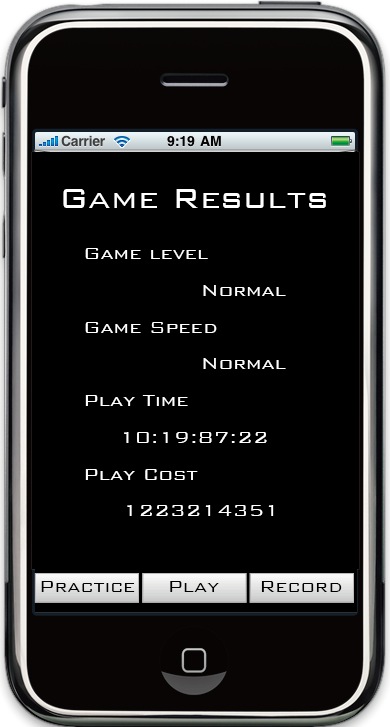 Carrier 9:19 AM
Game Results
Game level
Normal
Game Speed
Normal
Play Time
10:19:87:22
Play Cost
1223214351
Practice Play Record